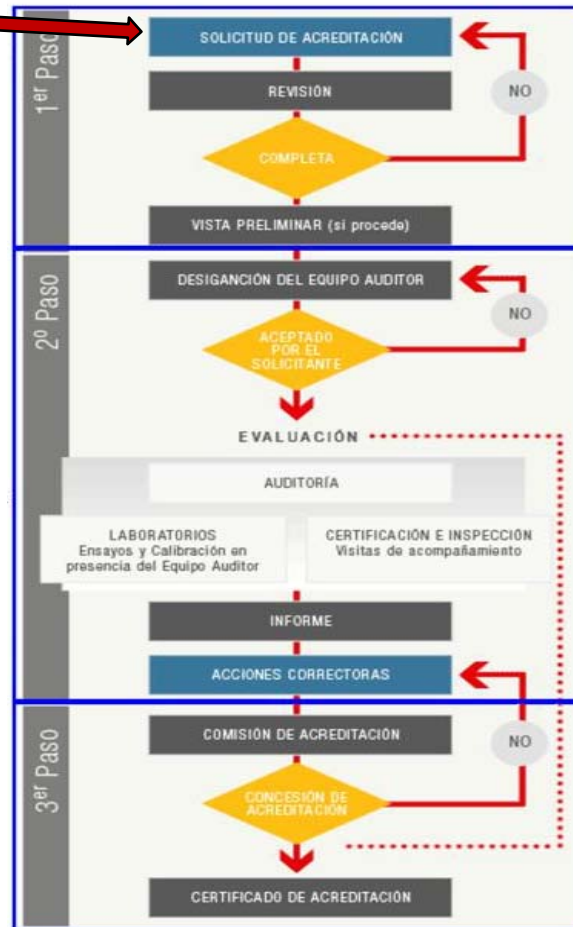 1er Paso
SOLICITUD DE ACREDITACIÓN
REVISIÓN
NO
COMPLETA
VISTA PRELIMINAR (si procede)
2º Paso
DESIGANCIÓN DEL EQUIPO AUDITOR
NO
ACEPTADO
POR EL
SOLICITANTE
EVALUACIÓN
AUDITORÍA
LABORATORIOS
Ensayos y Calibración en
presencia del Equipo Auditor
CERTIFICACIÓN E INSPECCIÓN
Visitas de acompañamiento
INFORME
ACCIONES CORRECTORAS
3er Paso
COMISIÓN DE ACREDITACIÓN
NO
CONCESIÓN DE
ACREDITACIÓN
CERTIFICADO DE ACREDITACIÓN